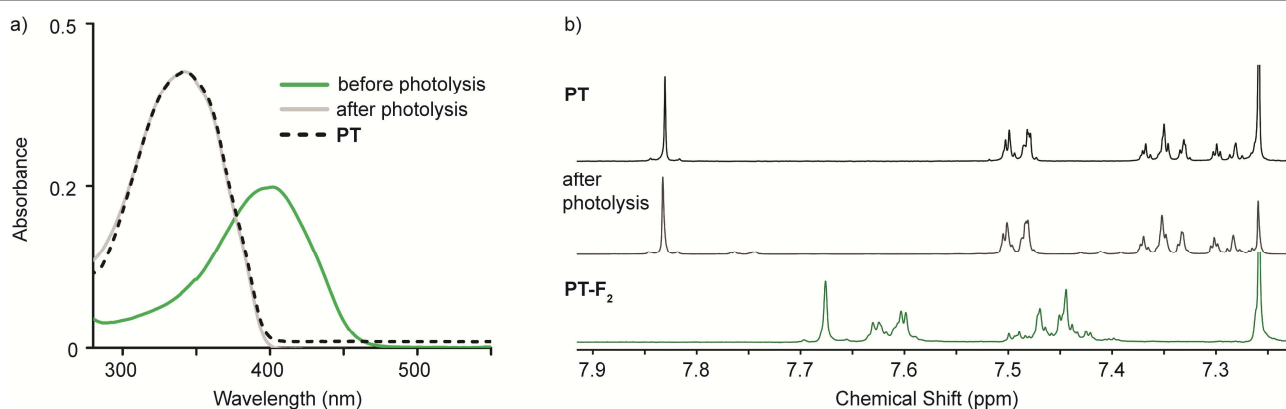 a)
0.5
0.2
0
Absorbance
before photolysis
after photolysis
PT
300
400
500
Wavelength (nm)
b)
PT
after
photolysis
PT-F2
7.9
7.8
7.7
7.6
7.5
7.4
7.3
Chemical Shift (ppm)